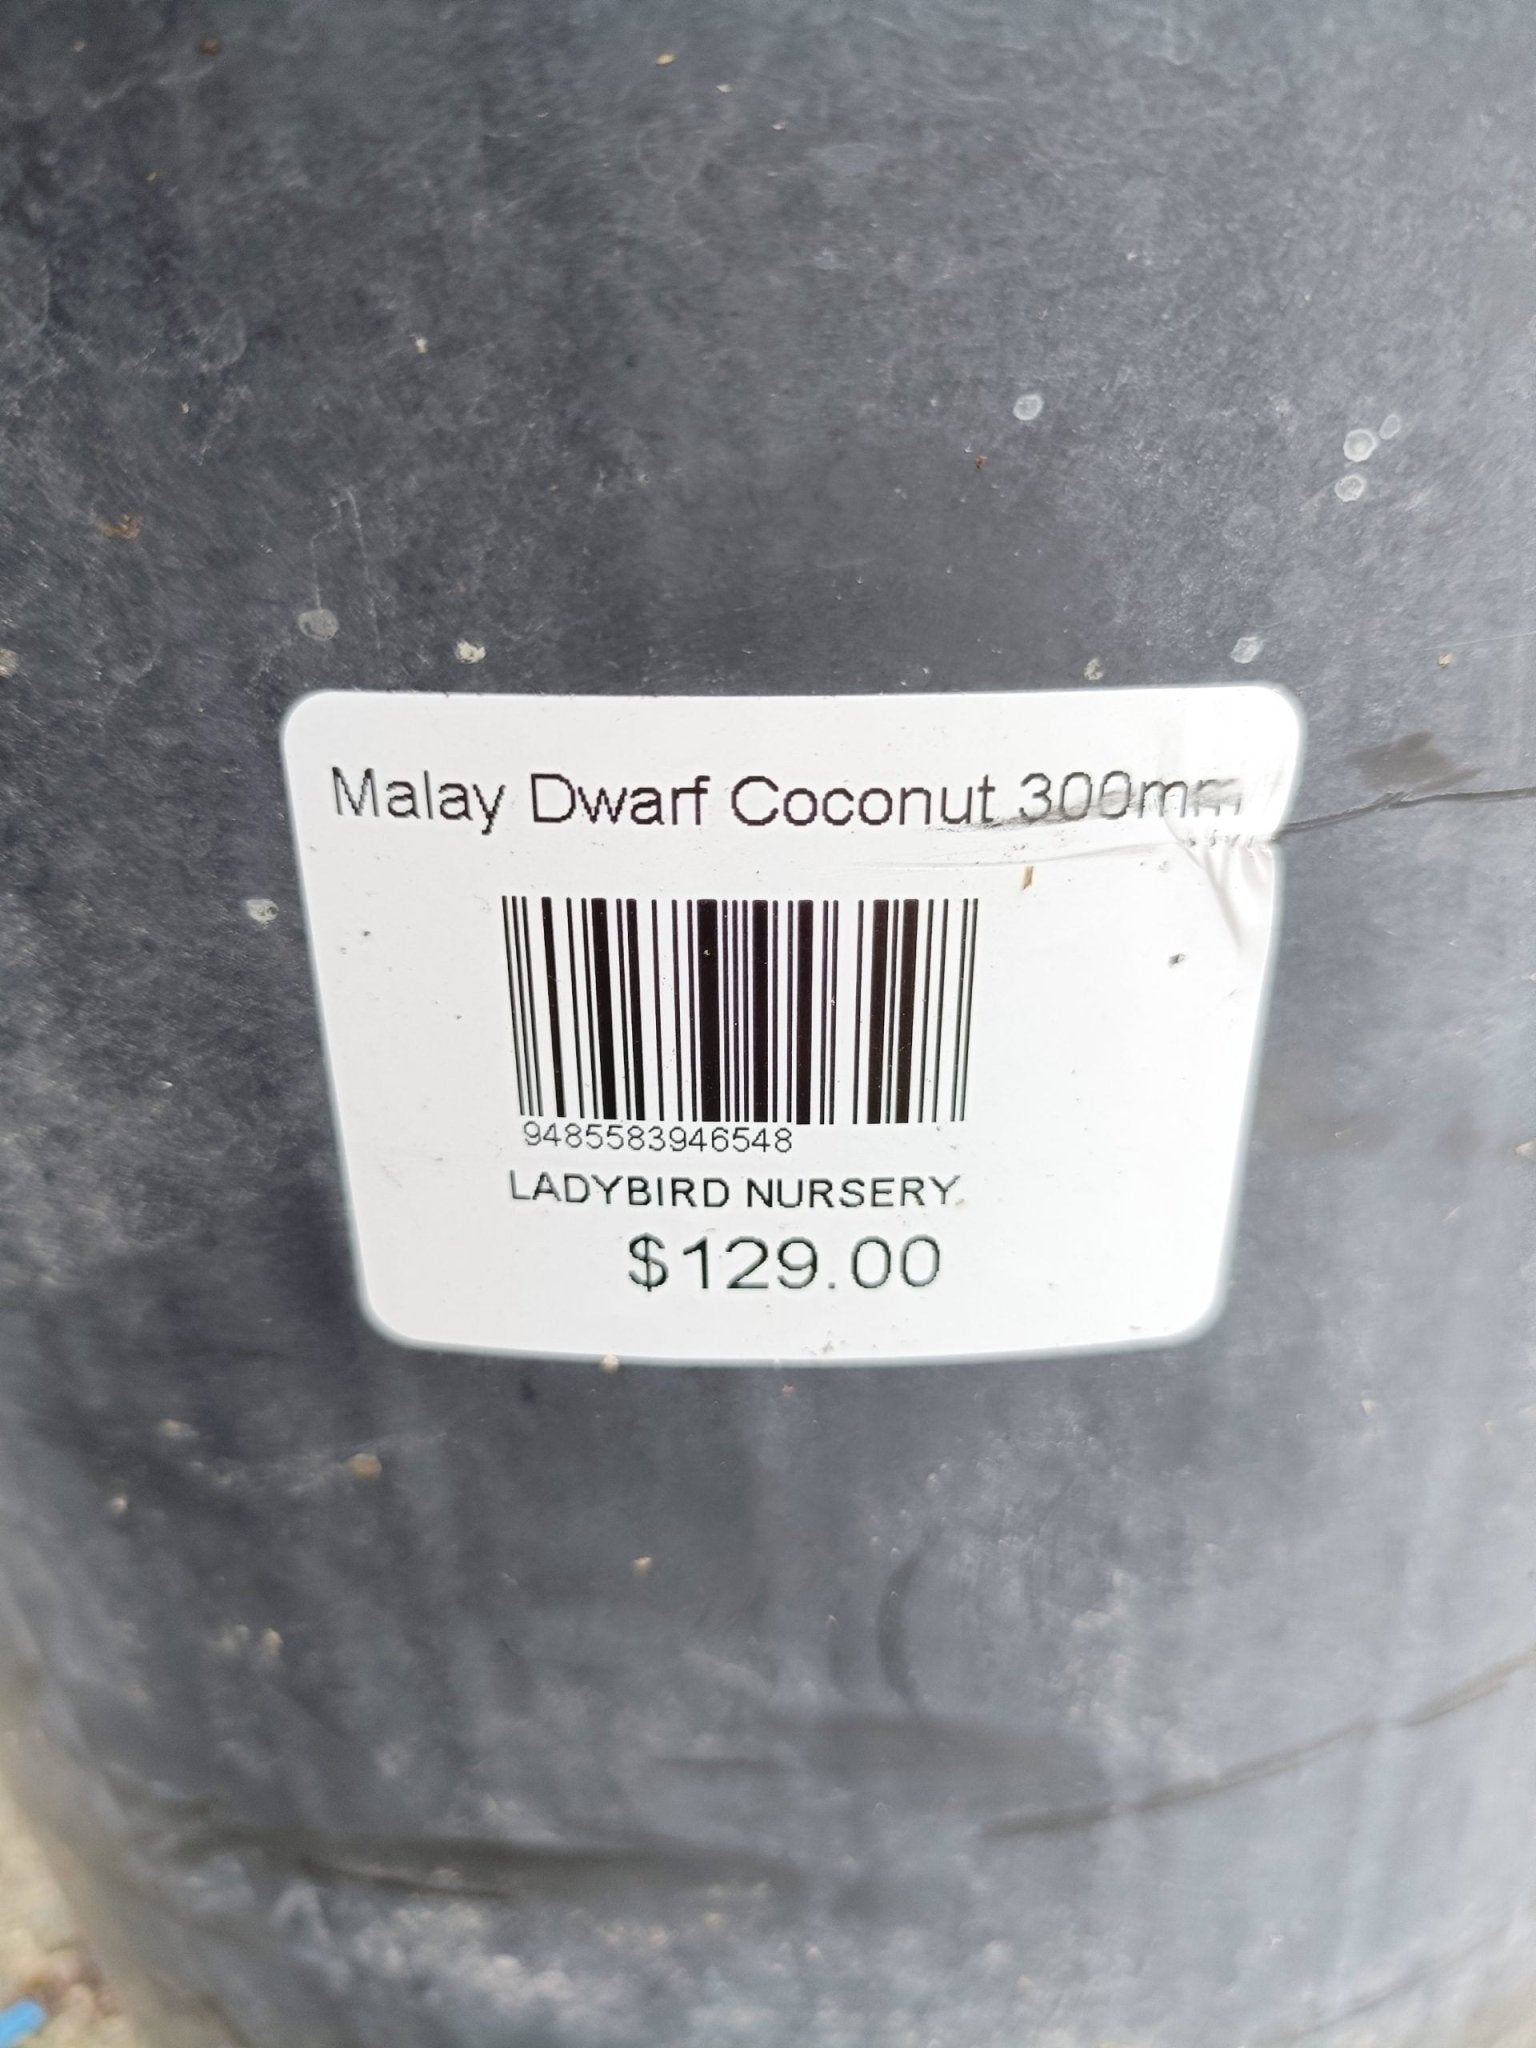 Malay Dwarf Coconut 300mm
9485583946548
LADYBIRD NURSERY
$129.00